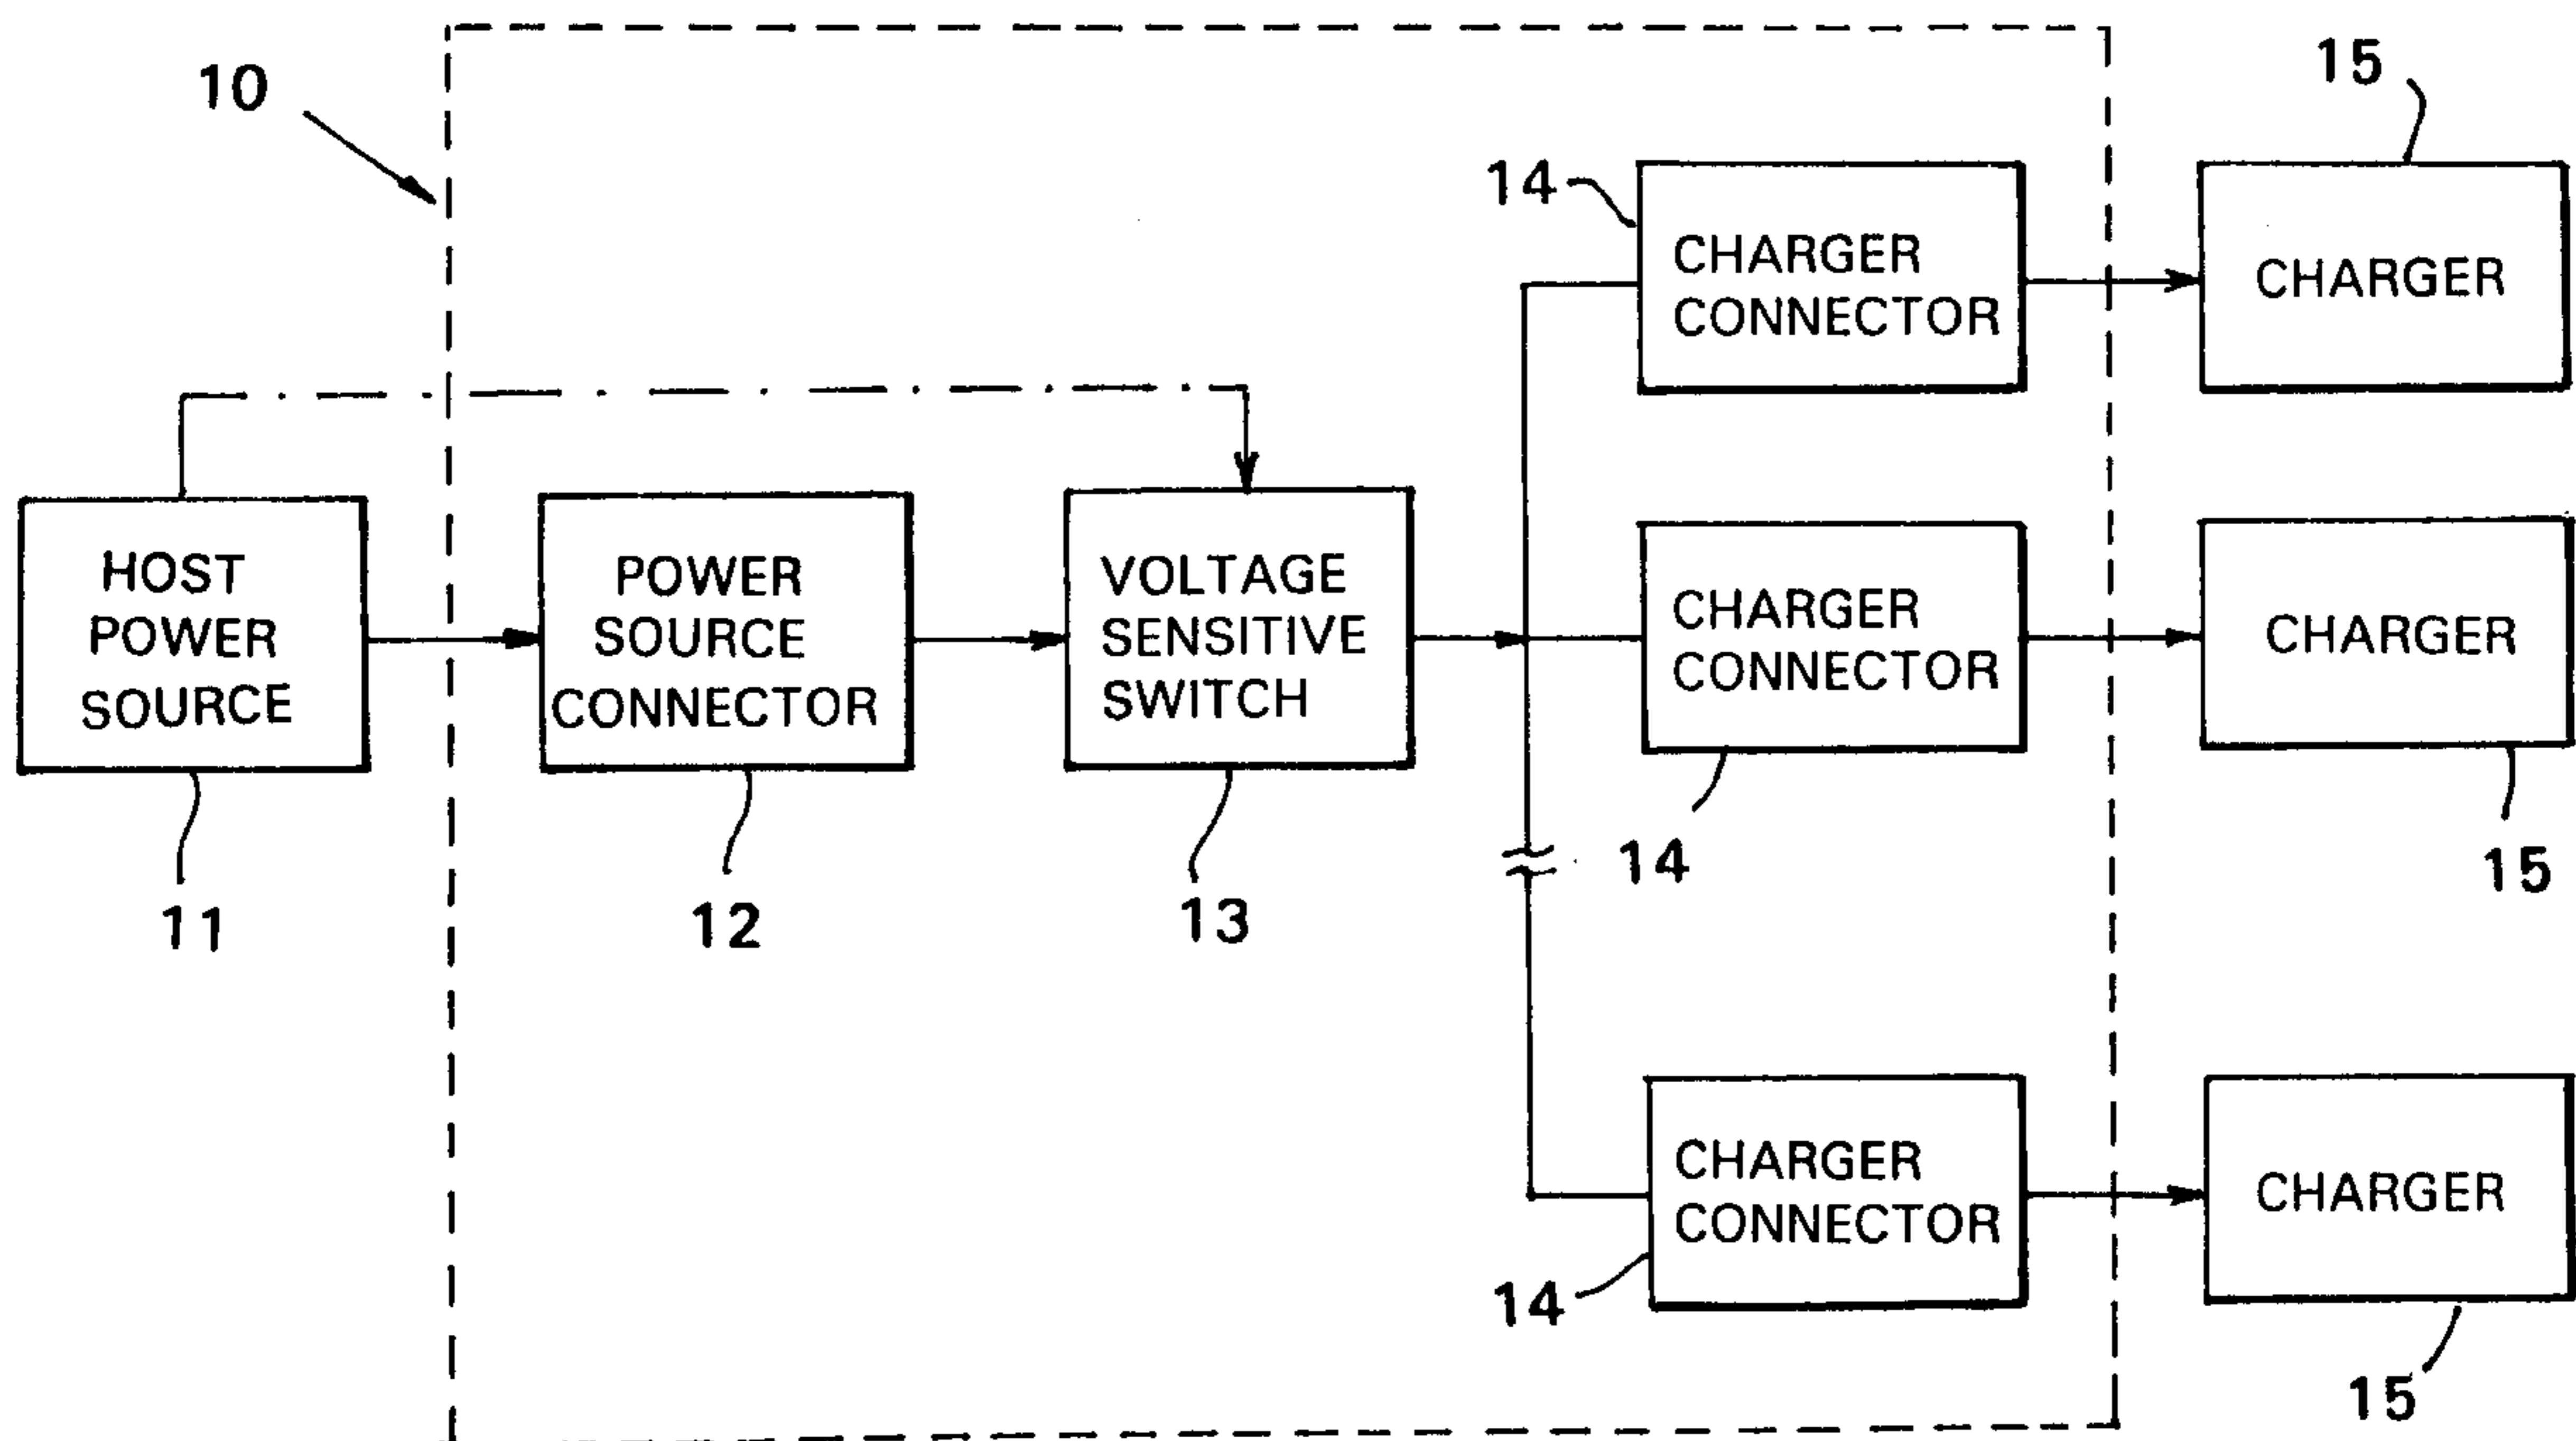 10
15
14
CHARGER
CONNECTOR
CHARGER
HOST
POWER
SOURCE
POWER
SOURCE
CONNECTOR
VOLTAGE
SENSITIVE
SWITCH
CHARGER
CONNECTOR
CHARGER
11
12
13
14
15
CHARGER
CONNECTOR
CHARGER
14
15